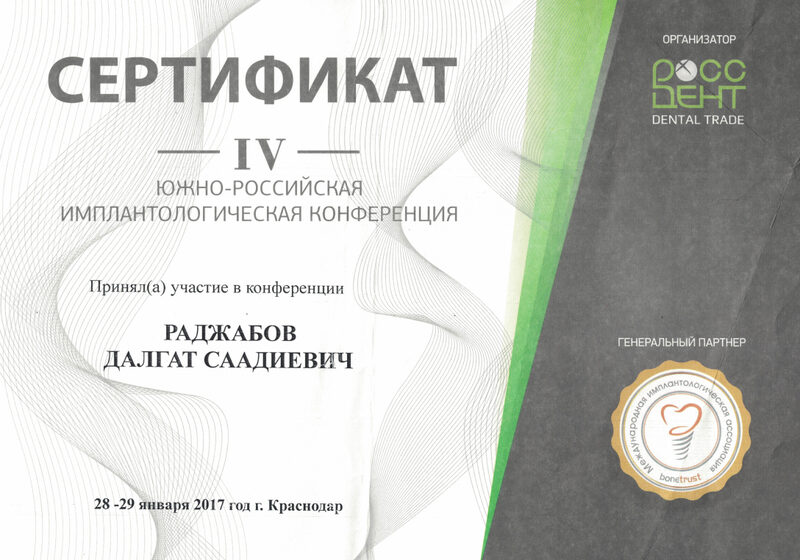 СЕРТИФИКАТ
IV
ЮЖНО-РОССИЙСКАЯ
ИМПЛАНТОЛОГИЧЕСКАЯ КОНФЕРЕНЦИЯ
Принял(а) участие в конференции
РАДЖАБОВ
ДАЛГАТ СААДИЕВИЧ
28 -29 января 2017 год г. Краснодар
ОРГАНИЗАТОР
РОСС
ДЕНТ
DENTAL TRADE
ГЕНЕРАЛЬНЫЙ ПАРТНЕР
Международная имплантологическая ассоциация
bonetrust